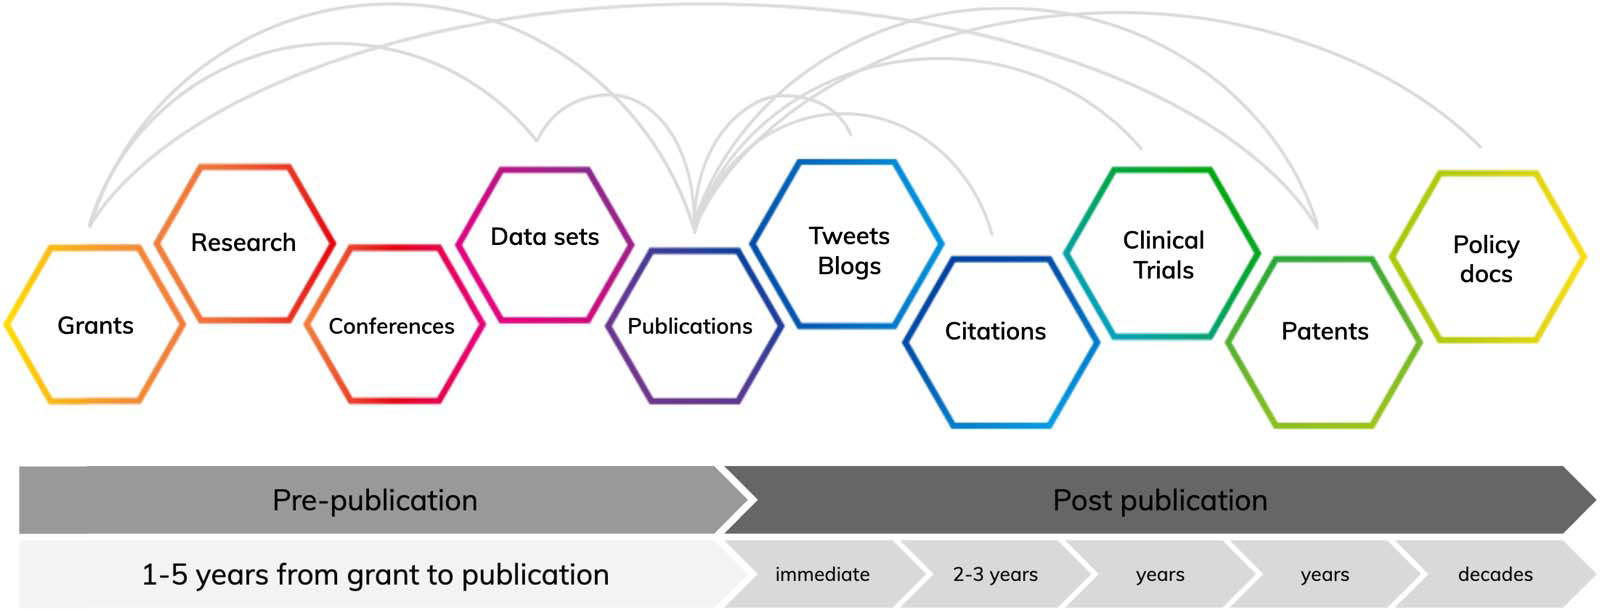 Grants
Research
Conferences
Data sets
Publications
Tweets
Blogs
Citations
Clinical
Trials
Patents
Policy
docs
Pre-publication
Post publication
1-5 years from grant to publication
immediate
2-3 years
years
years
decades